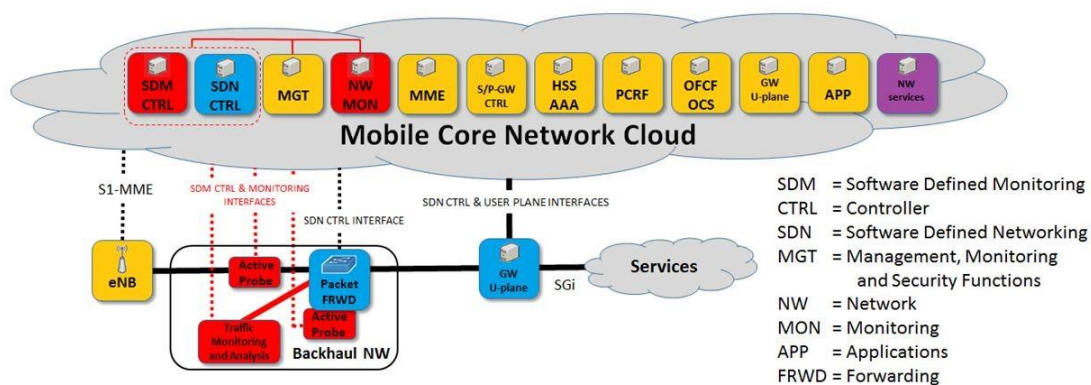 SDM
CTRL
SDN
CTRL
MGT
NW
MON
MME
S/P-GW
CTRL
HSS
AAA
PCRF
OFCF
OCS
GW
U-plane
APP
NW
services
Mobile Core Network Cloud
S1-MME
SDM CTRL & MONITORING
INTERFACES
SDN CTRL INTERFACE
SDN CTRL & USER PLANE INTERFACES
eNB
Active
Probe
Packet
FRWD
Active
Probe
Traffic
Monitoring
and Analysis
Backhaul NW
GW
U-plane
SGi
Services
SDM = Software Defined Monitoring
CTRL = Controller
SDN = Software Defined Networking
MGT = Management, Monitoring
and Security Functions
NW = Network
MON = Monitoring
APP = Applications
FRWD = Forwarding